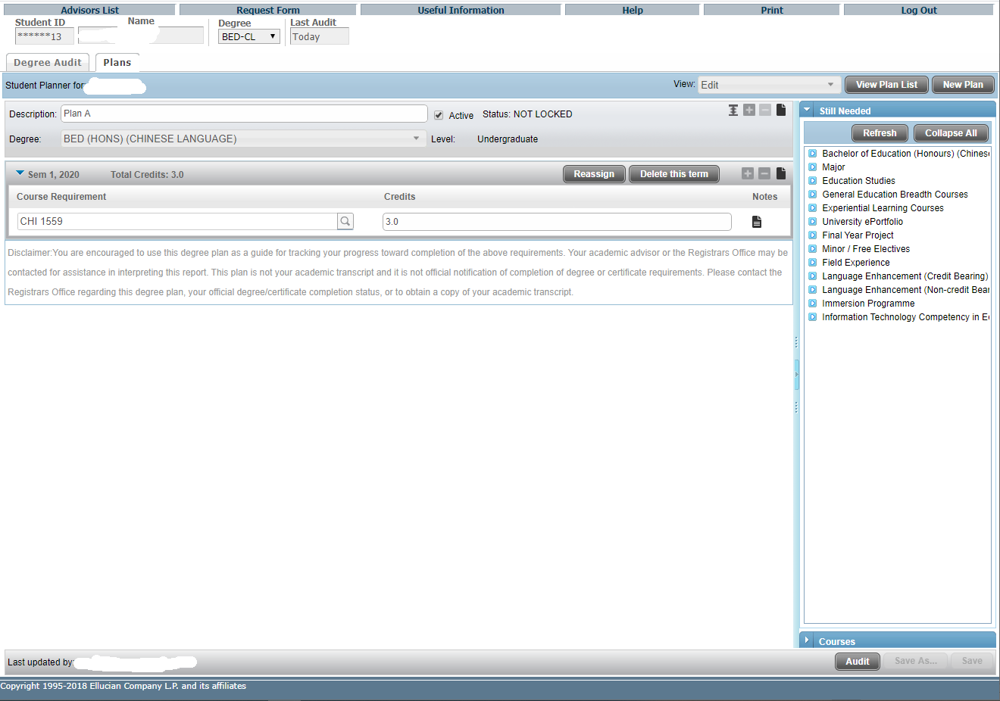 Advisors List Request Form Useful Information Help Print Log Out
Student ID Name Degree Last Audit
******13 BED-CL Today
Degree Audit Plans
Student Planner for: View: Edit View Plan List New Plan
Description: Plan A Active Status: NOT LOCKED
Degree: BED (HONS) (CHINESE LANGUAGE) Level: Undergraduate
Sem 1, 2020 Total Credits: 3.0 Reassign Delete this term
Course Requirement Credits Notes
CHI 1559 3.0
Disclaimer:You are encouraged to use this degree plan as a guide for tracking your progress toward completion of the above requirements. Your academic advisor or the Registrars Office may be
contacted for assistance in interpreting this report. This plan is not your academic transcript and it is not official notification of completion of degree or certificate requirements. Please contact the
Registrars Office regarding this degree plan, your official degree/certificate completion status, or to obtain a copy of your academic transcript.
Still Needed
Refresh Collapse All
Bachelor of Education (Honours) (Chines
Major
Education Studies
General Education Breadth Courses
Experiential Learning Courses
University ePortfolio
Final Year Project
Minor / Free Electives
Field Experience
Language Enhancement (Credit Bearing)
Language Enhancement (Non-credit Bear
Immersion Programme
Information Technology Competency in E
Courses
Last updated by: Audit Save As... Save
Copyright 1995-2018 Ellucian Company L.P. and its affiliates